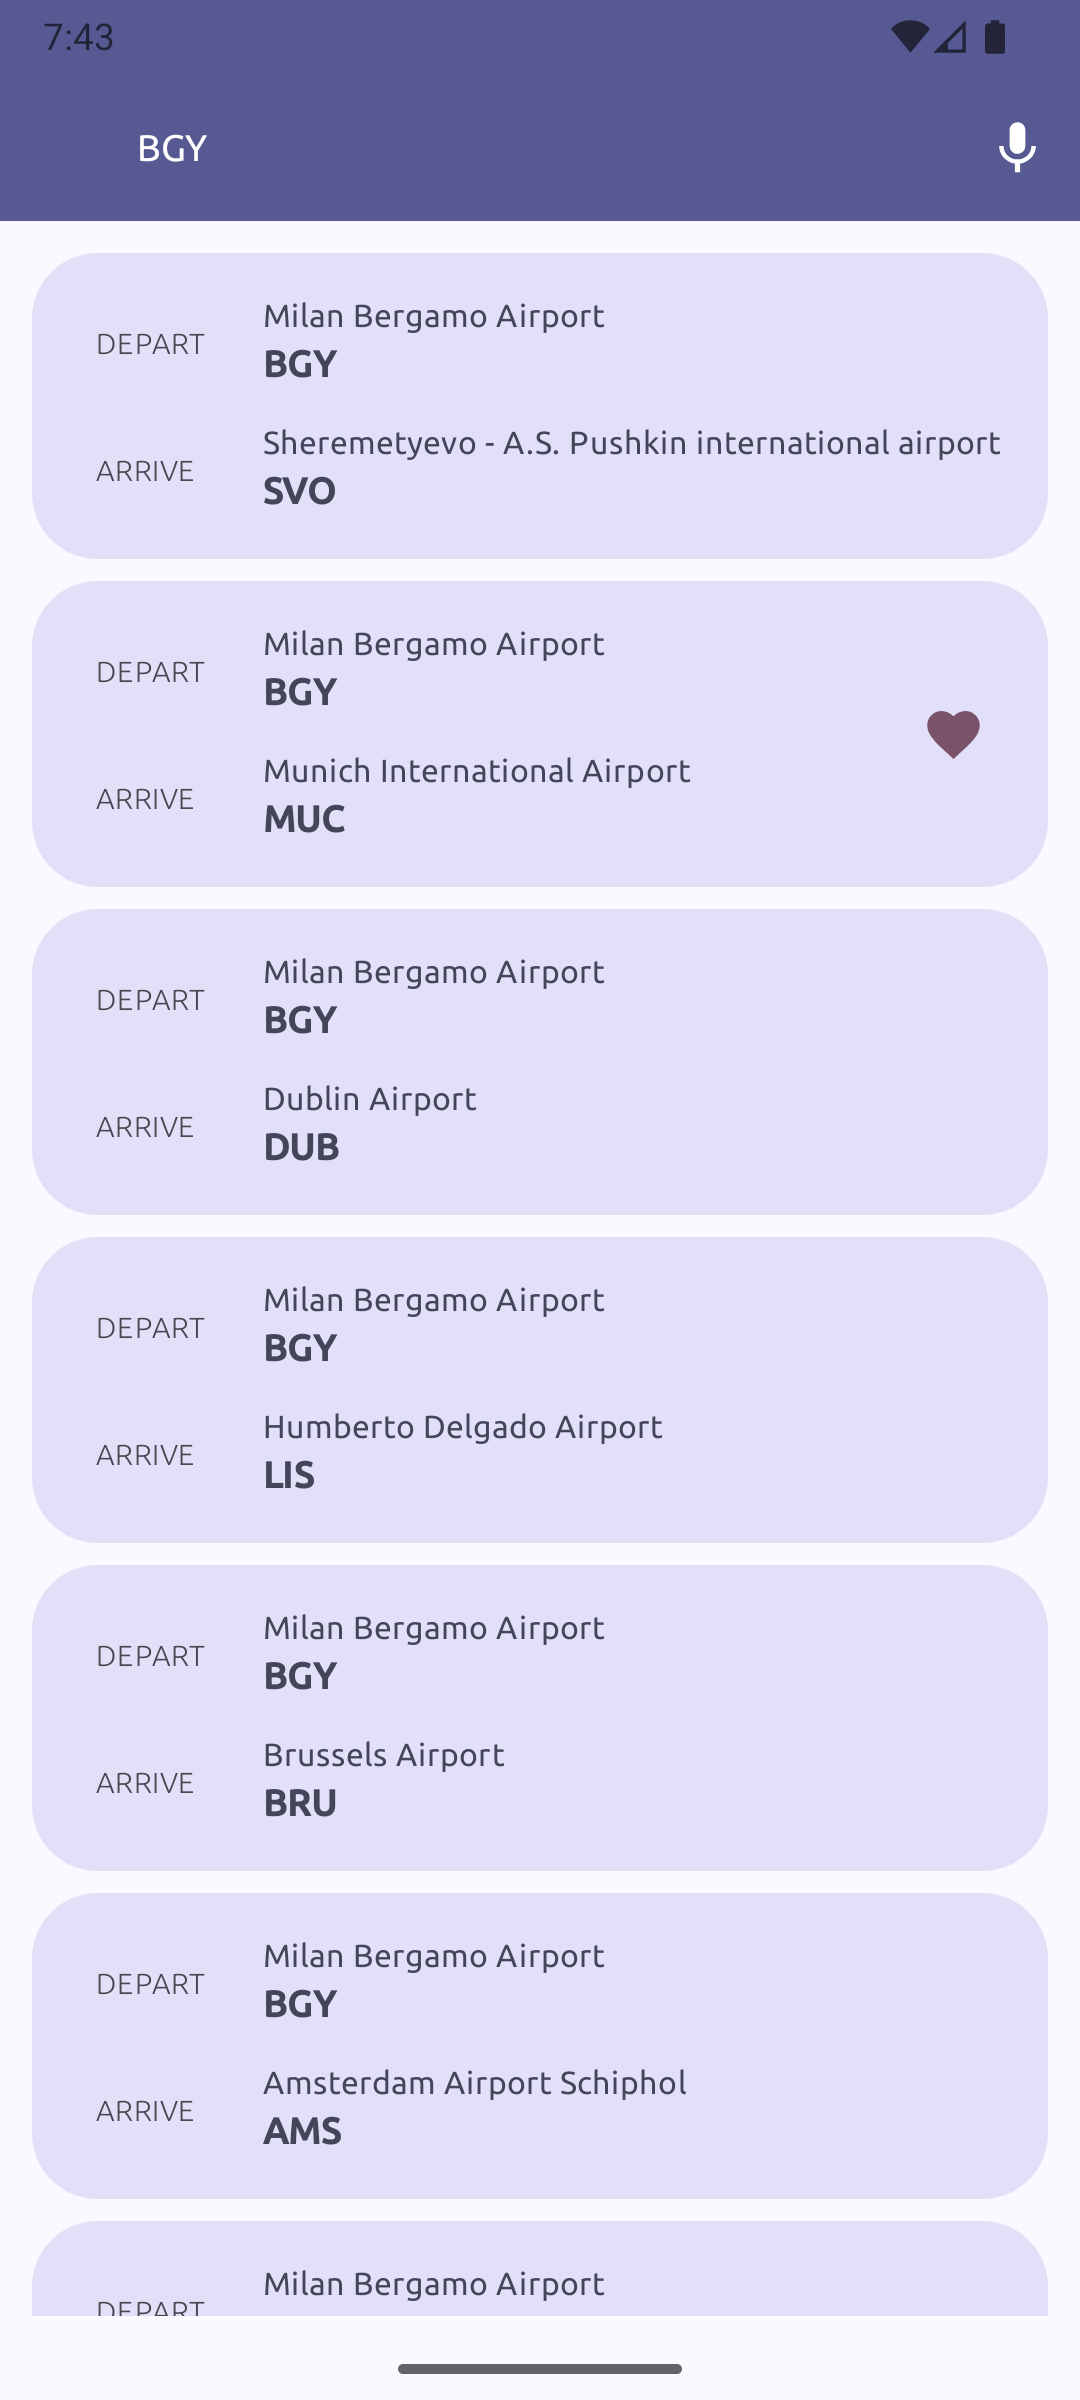 7:43
BGY
Milan Bergamo Airport
DEPART
BGY
Sheremetyevo - A.S. Pushkin international airport
ARRIVE
SVO
Milan Bergamo Airport
DEPART
BGY
Munich International Airport
ARRIVE
MUC
Milan Bergamo Airport
DEPART
BGY
Dublin Airport
ARRIVE
DUB
Milan Bergamo Airport
DEPART
BGY
Humberto Delgado Airport
ARRIVE
LIS
Milan Bergamo Airport
DEPART
BGY
Brussels Airport
ARRIVE
BRU
Milan Bergamo Airport
DEPART
BGY
Amsterdam Airport Schiphol
ARRIVE
AMS
Milan Bergamo Airport
DEPART